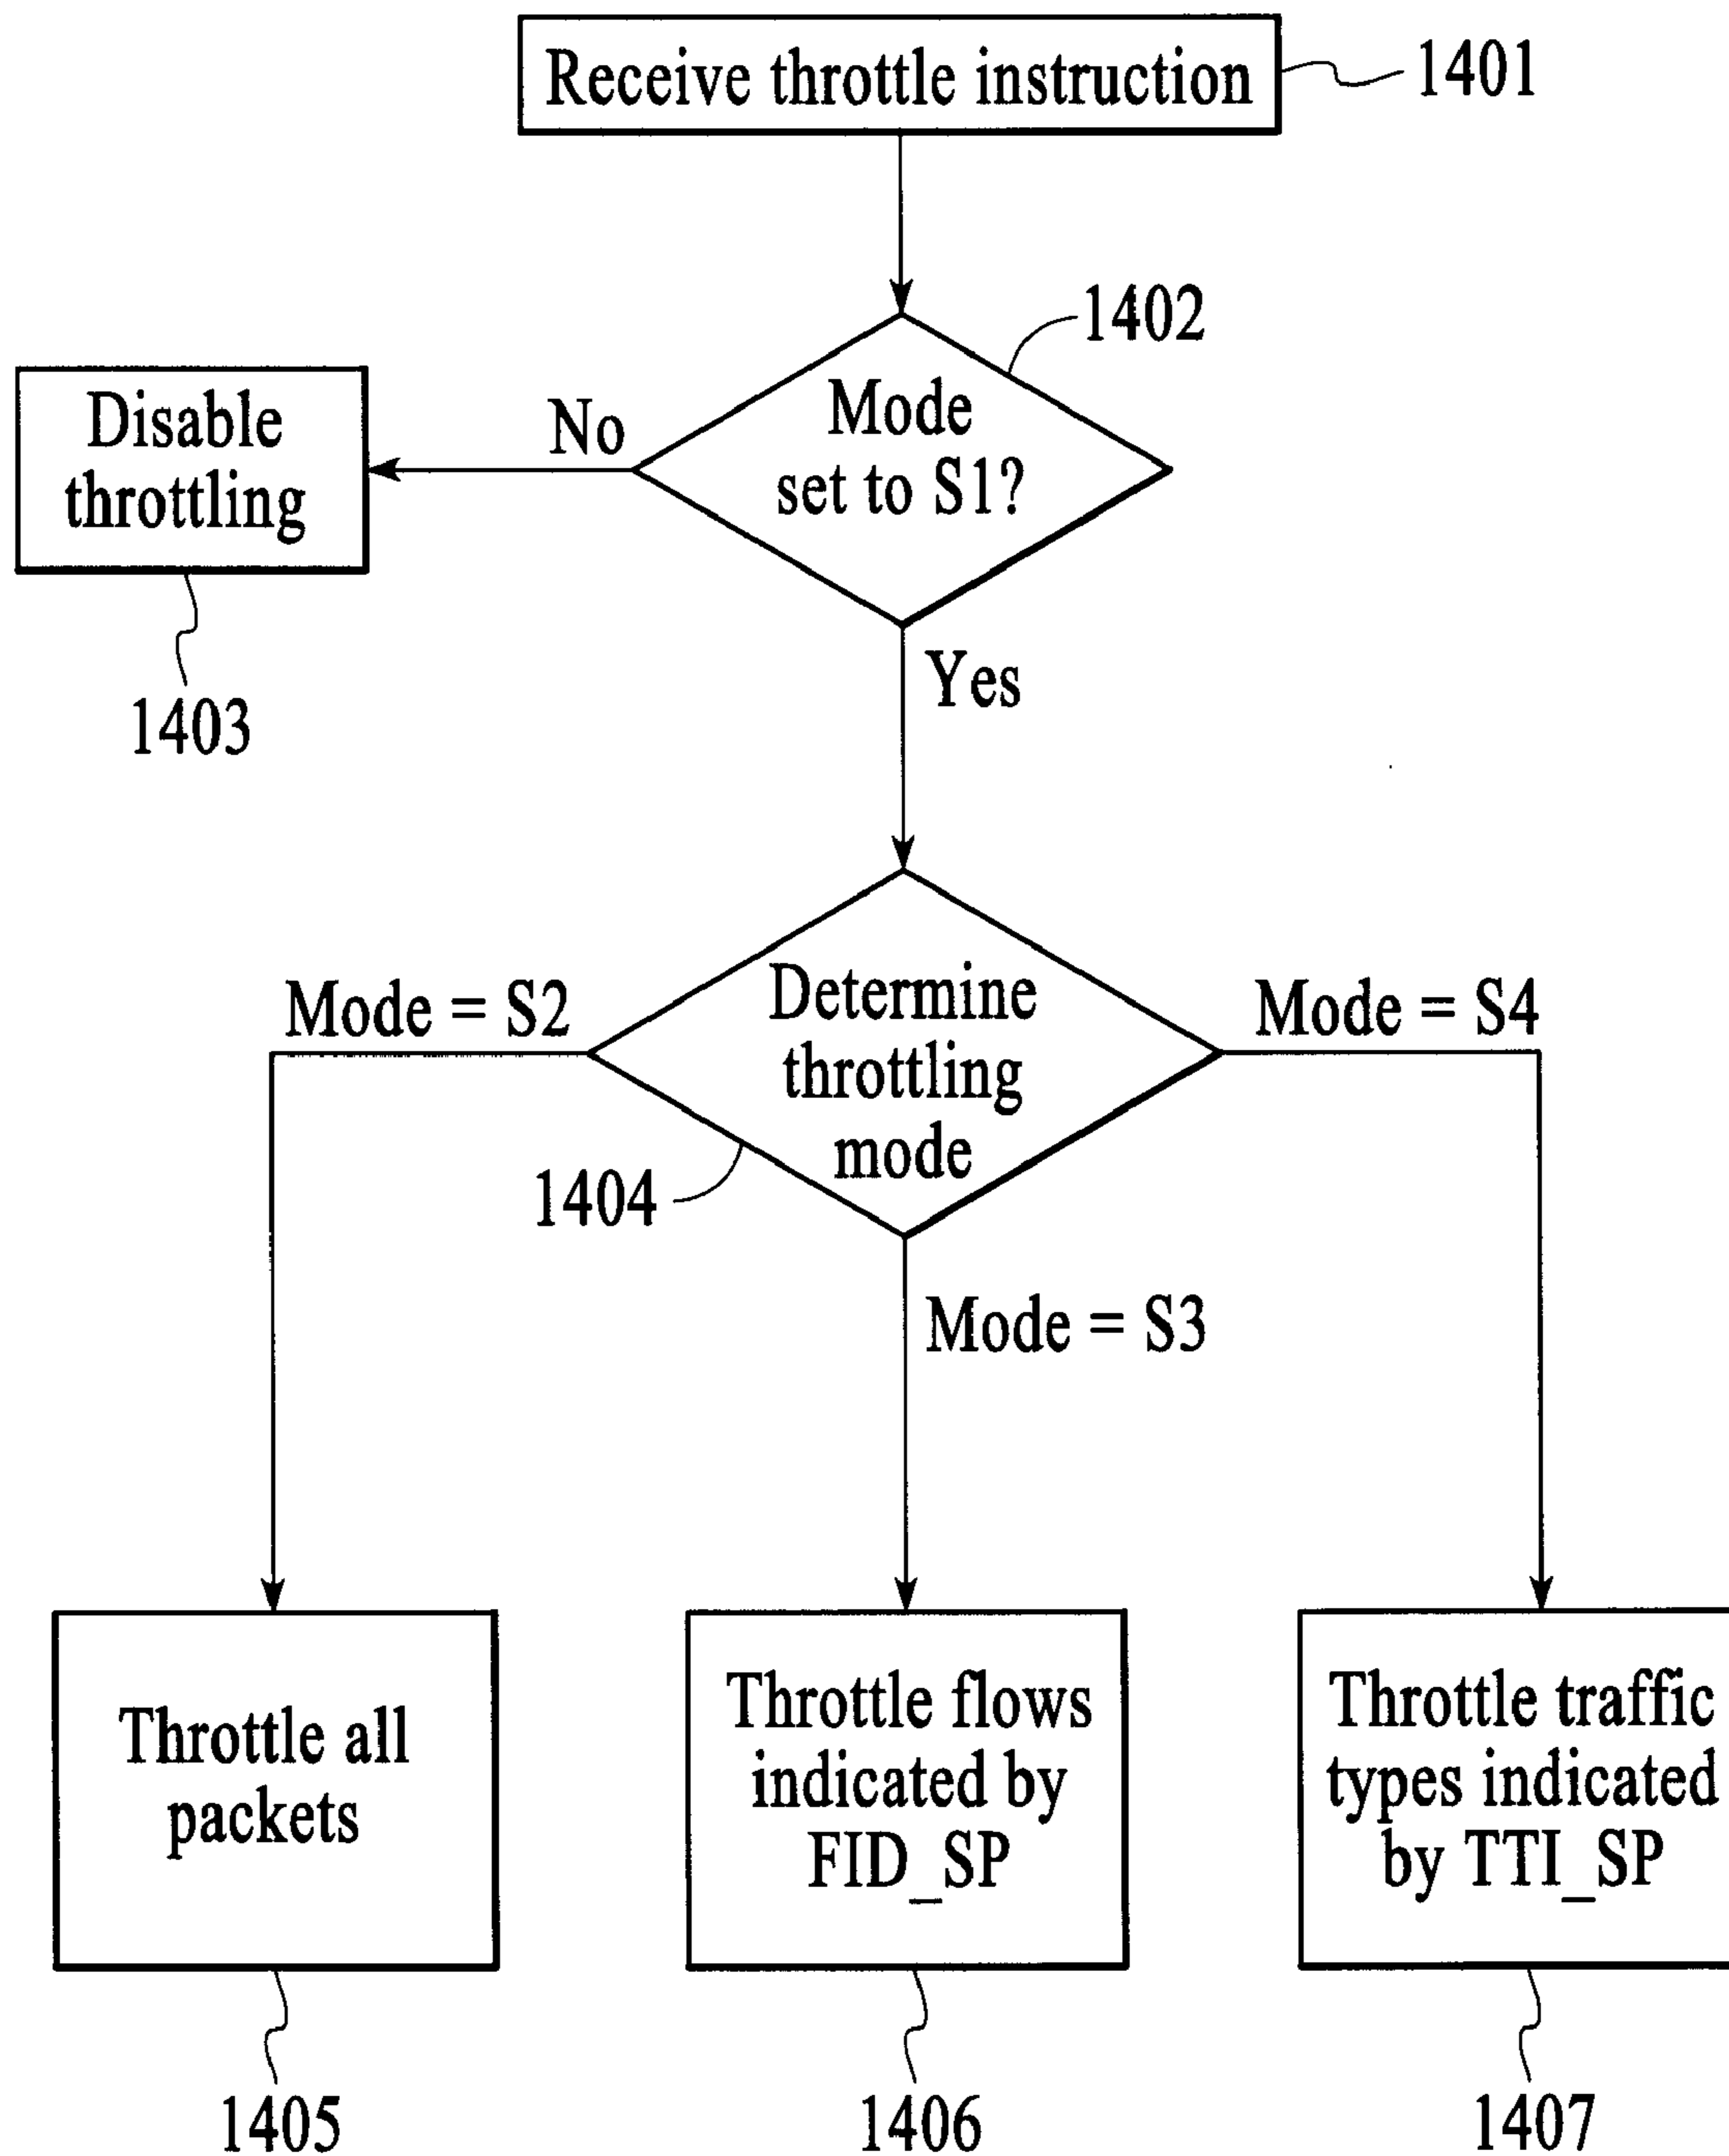 Receive throttle instruction
1401
1402
Mode
set to S1?
No
Disable
throttling
1403
Yes
Mode = S2
Determine
throttling
mode
Mode = S4
1404
Mode = S3
Throttle all
packets
Throttle flows
indicated by
FID_SP
Throttle traffic
types indicated
by TTI_SP
1405
1406
1407